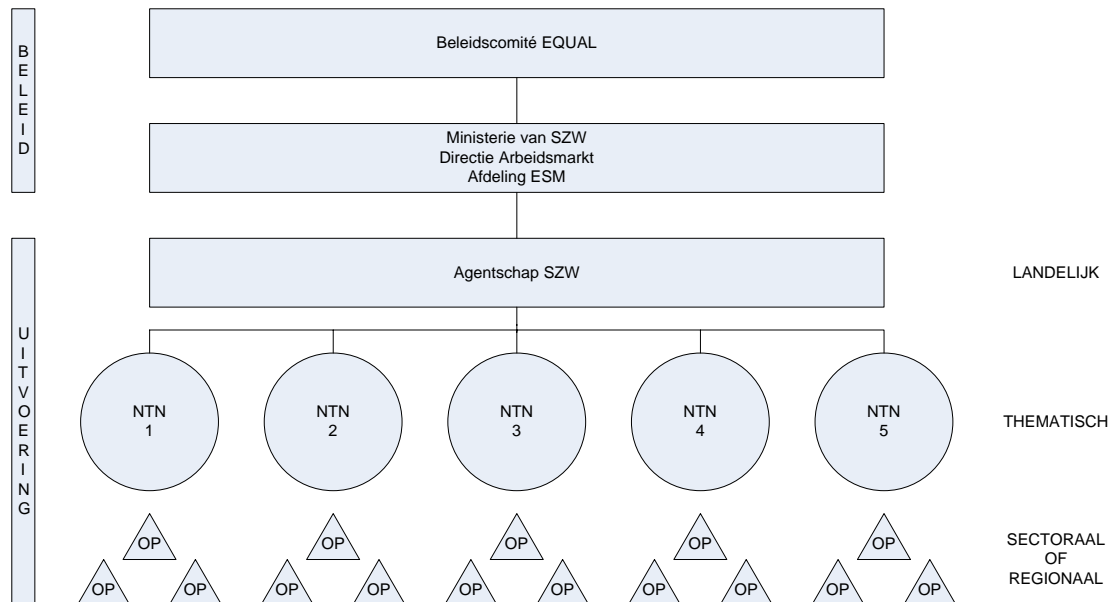 BELEID
Beleidscomité EQUAL
Ministerie van SZW
Directie Arbeidsmarkt
Afdeling ESM
UITVOERING
Agentschap SZW
LANDELIJK
NTN
1
NTN
2
NTN
3
NTN
4
NTN
5
THEMATISCH
OP
OP
OP
OP
OP
SECTORAAL
OF
REGIONAAL
OP
OP
OP
OP
OP
OP
OP
OP
OP
OP